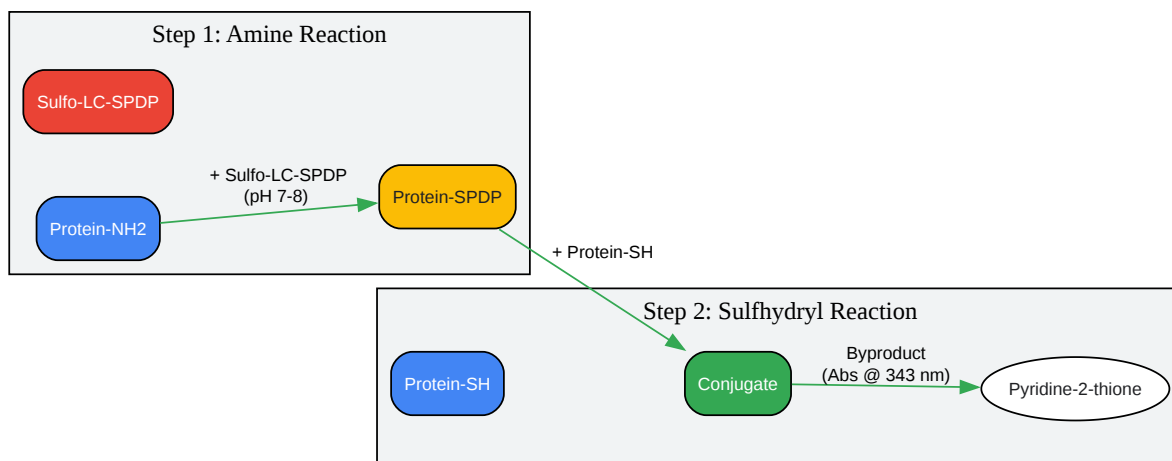 Step 1: Amine Reaction
Sulfo-LC-SPDP
+ Sulfo-LC-SPDP
(pH 7-8)
Protein-NH2
Protein-SPDP
+ Protein-SH
Step 2: Sulfhydryl Reaction
Protein-SH
Conjugate
Byproduct
(Abs @ 343 nm)
Pyridine-2-thione